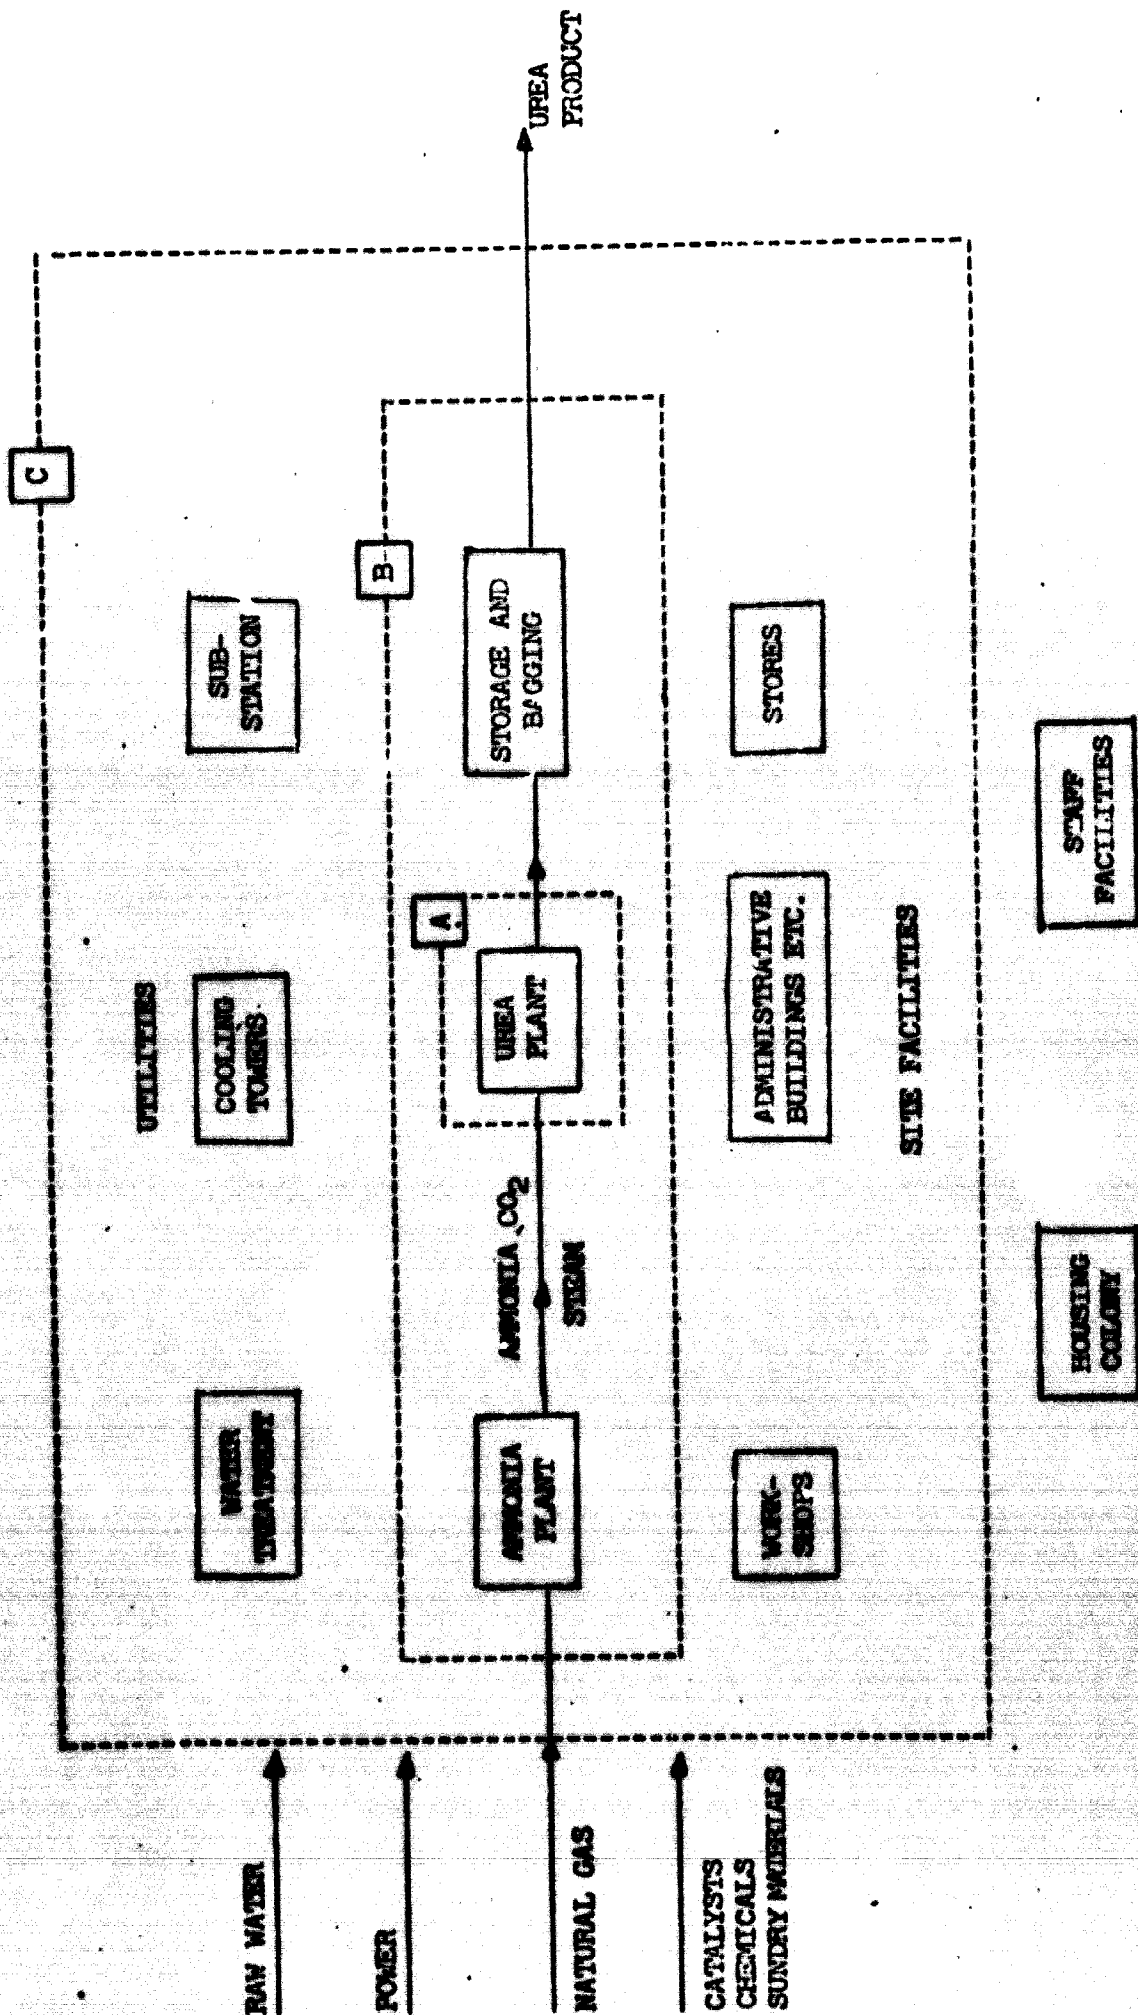 C
UTILITIES
WATER
TREATMENT
COOLING
TOWERS
SUB-
STATION
B
RAW WATER
POWER
NATURAL GAS
CATALYSTS
CHEMICALS
SUNDRY MATERIALS
AMMONIA
PLANT
AMMONIA, CO2
STEAM
A
UREA
PLANT
STORAGE AND
BAGGING
UREA
PRODUCT
WORK-
SHOPS
ADMINISTRATIVE
BUILDINGS ETC.
STORES
SITE FACILITIES
HOUSING
COLONY
STAFF
FACILITIES